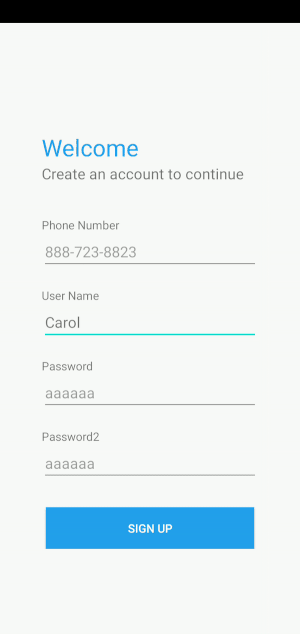 Welcome
Create an account to continue
Phone Number
888-723-8823
User Name
Carol
Password
aaaaaa
Password2
aaaaaa
SIGN UP